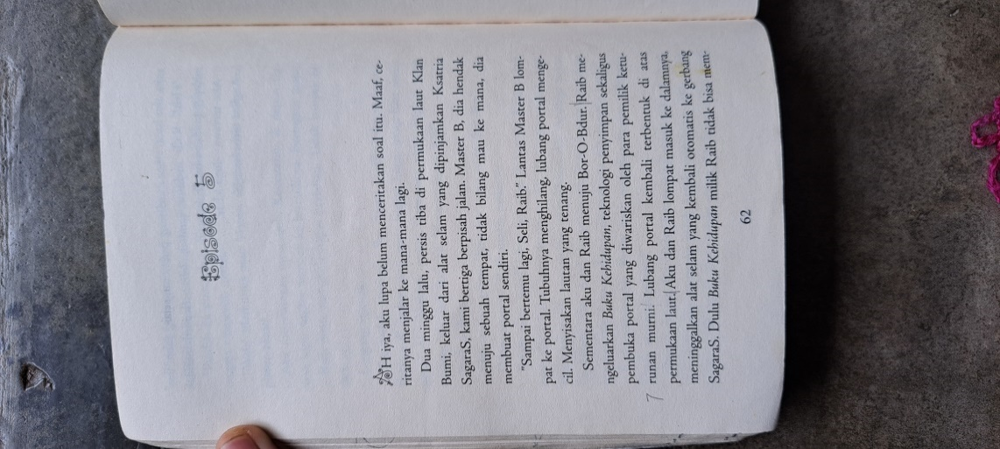 Episode 5
AH iya, aku lupa belum menceritakan soal itu. Maaf, ce-
ritanya menjalar ke mana-mana lagi.
Dua minggu lalu, persis tiba di permukaan laut Klan
Bumi, keluar dari alat selam yang dipinjamkan Ksatria
SagaraS, kami bertiga berpisah jalan. Master B, dia hendak
menuju sebuah tempat, tidak bilang mau ke mana, dia
membuat portal sendiri.
"Sampai bertemu lagi, Seli, Raib." Lantas Master B lom-
pat ke portal. Tubuhnya menghilang, lubang portal menge-
cil. Menyisakan lautan yang tenang.
Sementara aku dan Raib menuju Bor-O-Bdur. Raib me-
ngeluarkan Buku Kehidupan, teknologi penyimpan sekaligus
pembuka portal yang diwariskan oleh para pemilik ketu-
runan murni. Lubang portal kembali terbentuk di atas
permukaan laut. Aku dan Raib lompat masuk ke dalamnya,
meninggalkan alat selam yang kembali otomatis ke gerbang
SagaraS. Dulu Buku Kehidupan milik Raib tidak bisa mem-
62
7